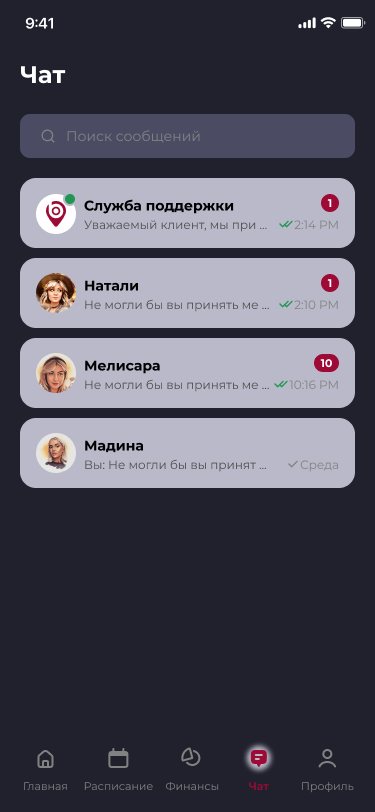 9:41
Чат
Поиск сообщений
Служба поддержки 1
Уважаемый клиент, мы при ... 2:14 PM
Натали 1
Не могли бы вы принять ме ... 2:10 PM
Мелисара 10
Не могли бы вы принять ме ... 10:16 PM
Мадина
Вы: Не могли бы вы принят ... Среда
Главная Расписание Финансы Чат Профиль